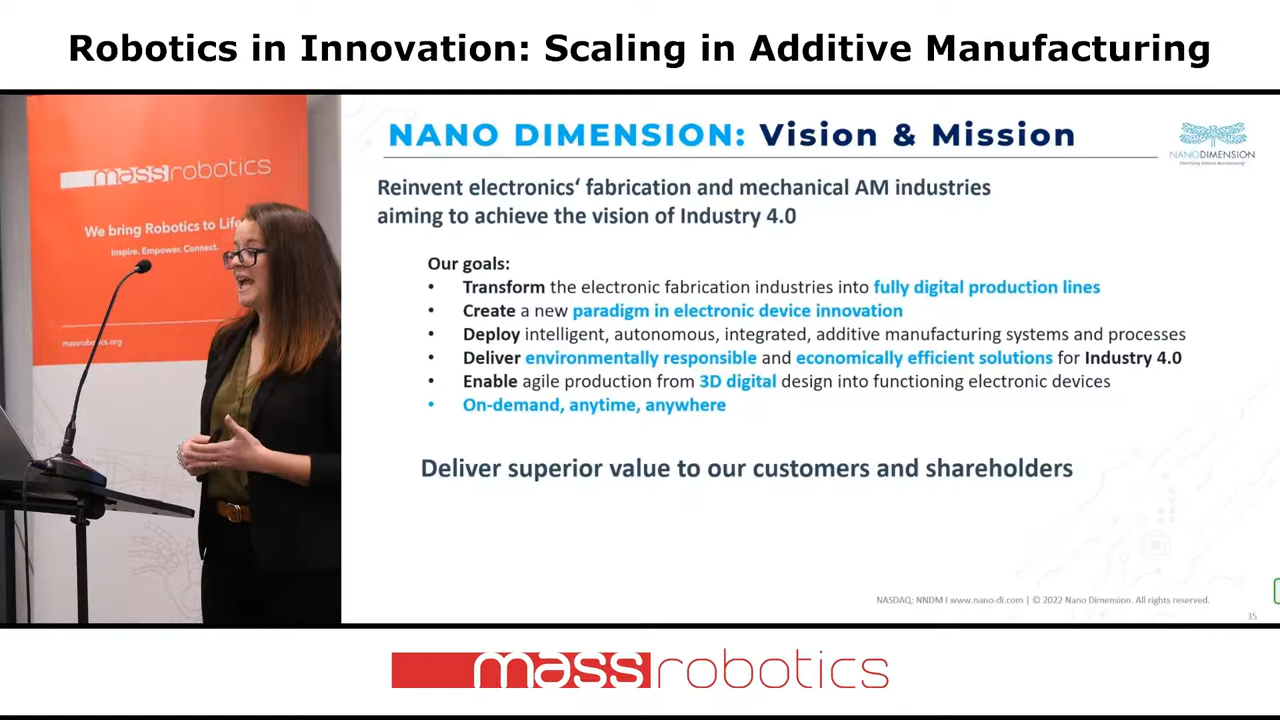 Robotics in Innovation: Scaling in Additive Manufacturing
massrobotics
We bring Robotics to Life
Inspire. Empower. Connect.
massrobotics.org
NANO DIMENSION: Vision & Mission
NANODIMENSION
Reinvent electronics‘ fabrication and mechanical AM industries
aiming to achieve the vision of Industry 4.0
Our goals:
• Transform the electronic fabrication industries into fully digital production lines
• Create a new paradigm in electronic device innovation
• Deploy intelligent, autonomous, integrated, additive manufacturing systems and processes
• Deliver environmentally responsible and economically efficient solutions for Industry 4.0
• Enable agile production from 3D digital design into functioning electronic devices
• On-demand, anytime, anywhere
Deliver superior value to our customers and shareholders
NASDAQ: NNDM I www.nano-di.com | © 2022 Nano Dimension. All rights reserved.
35
massrobotics